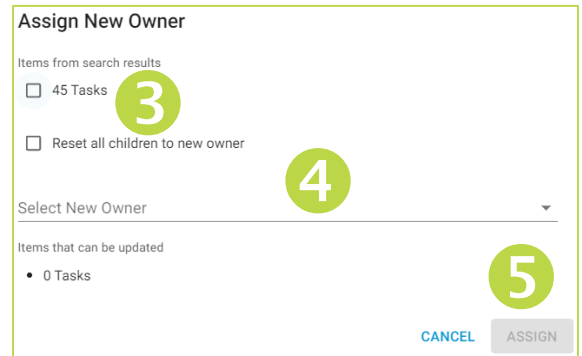 Assign New Owner
Items from search results
45 Tasks
3
Reset all children to new owner
4
Select New Owner
Items that can be updated
• 0 Tasks
5
CANCEL ASSIGN